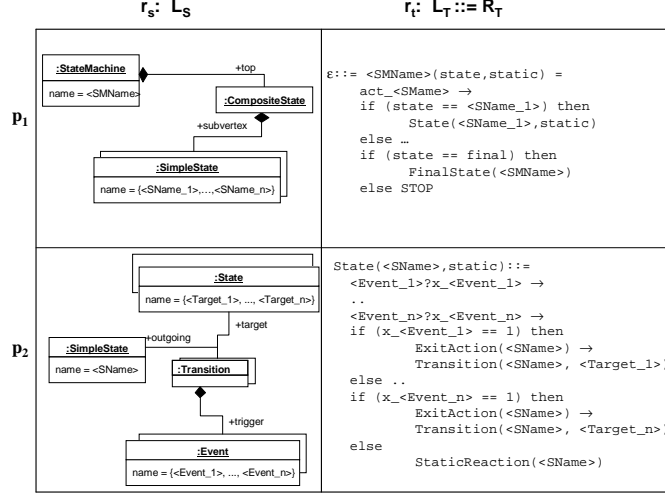 r_s: L_S
r_t: L_T ::= R_T
p_1
:StateMachine
name = <SMName>
+top
:CompositeState
+subvertex
:SimpleState
name = {<SName_1>,...,<SName_n>}
ε::= <SMName>(state,static) =
act_<SMame> →
if (state == <SName_1>) then
State(<SName_1>,static)
else …
if (state == final) then
FinalState(<SMName>)
else STOP
p_2
:State
name = {<Target_1>, ..., <Target_n>}
+target
+outgoing
:SimpleState
name = <SName>
:Transition
+trigger
:Event
name = {<Event_1>, ..., <Event_n>}
State(<SName>,static)::=
<Event_1>?x_<Event_1> →
..
<Event_n>?x_<Event_n> →
if (x_<Event_1> == 1) then
ExitAction(<SName>) →
Transition(<SName>, <Target_1>)
else ..
if (x_<Event_n> == 1) then
ExitAction(<SName>) →
Transition(<SName>, <Target_n>)
else
StaticReaction(<SName>)